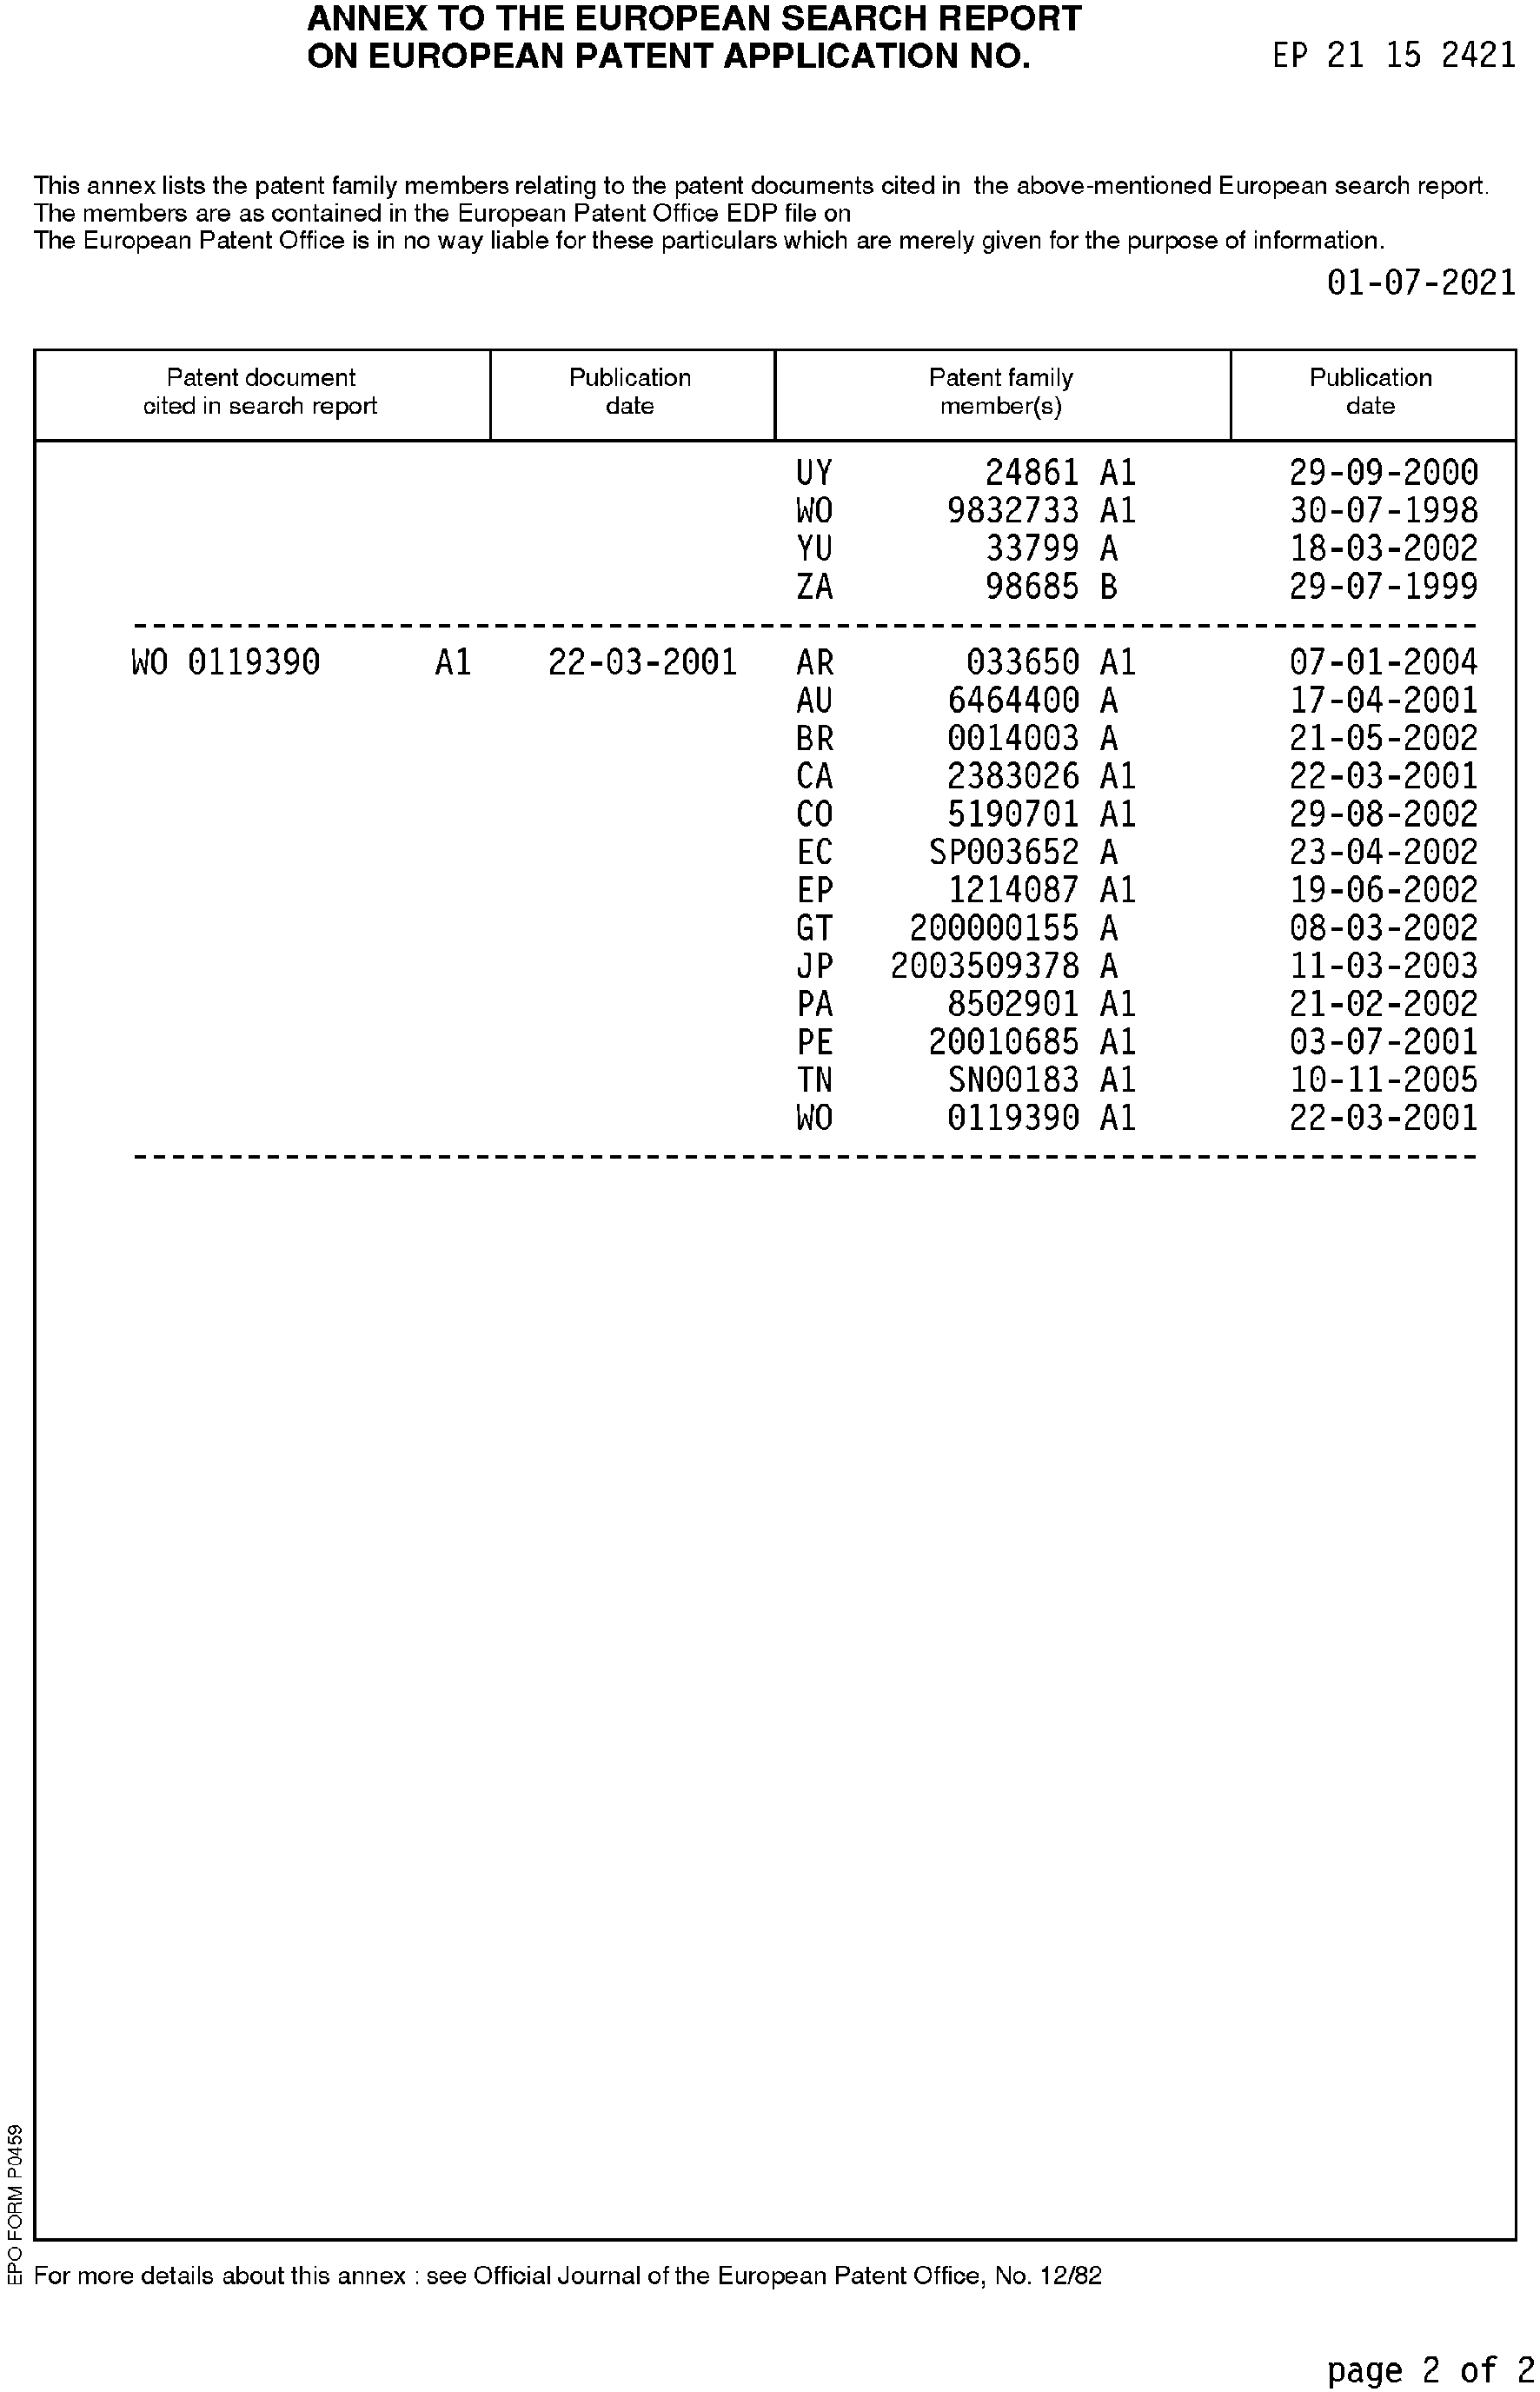 ANNEX TO THE EUROPEAN SEARCH REPORT
ON EUROPEAN PATENT APPLICATION NO. EP 21 15 2421
This annex lists the patent family members relating to the patent documents cited in the above-mentioned European search report.
The members are as contained in the European Patent Office EDP file on
The European Patent Office is in no way liable for these particulars which are merely given for the purpose of information.
01-07-2021
Patent document Publication Patent family Publication
cited in search report date member(s) date
UY 24861 A1 29-09-2000
WO 9832733 A1 30-07-1998
YU 33799 A 18-03-2002
ZA 98685 B 29-07-1999
WO 0119390 A1 22-03-2001 AR 033650 A1 07-01-2004
AU 6464400 A 17-04-2001
BR 0014003 A 21-05-2002
CA 2383026 A1 22-03-2001
CO 5190701 A1 29-08-2002
EC SP003652 A 23-04-2002
EP 1214087 A1 19-06-2002
GT 200000155 A 08-03-2002
JP 2003509378 A 11-03-2003
PA 8502901 A1 21-02-2002
PE 20010685 A1 03-07-2001
TN SN00183 A1 10-11-2005
WO 0119390 A1 22-03-2001
EPO FORM P0459
For more details about this annex : see Official Journal of the European Patent Office, No. 12/82
page 2 of 2